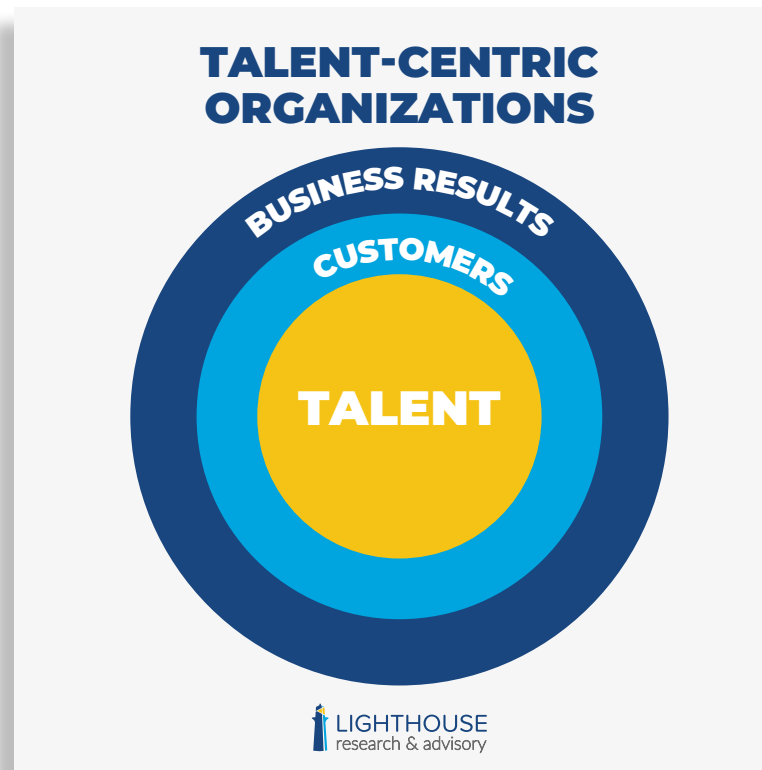 TALENT-CENTRIC
ORGANIZATIONS
BUSINESS RESULTS
CUSTOMERS
TALENT
LIGHTHOUSE
research & advisory